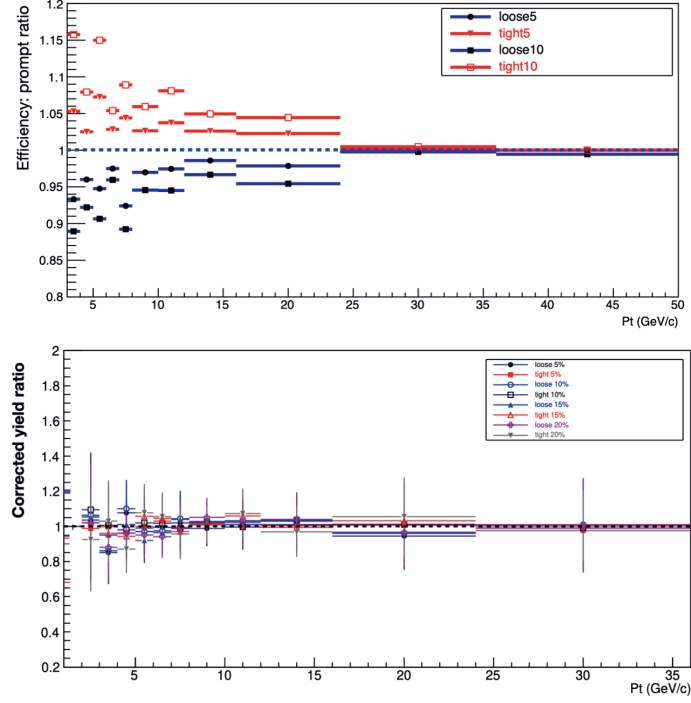 1.2
1.15
1.1
1.05
1
0.95
0.9
0.85
0.8
Efficiency: prompt ratio
loose5
tight5
loose10
tight10
5 10 15 20 25 30 35 40 45 50
Pt (GeV/c)
2
1.8
1.6
1.4
1.2
1
0.8
0.6
0.4
0.2
Corrected yield ratio
loose 5%
tight 5%
loose 10%
tight 10%
loose 15%
tight 15%
loose 20%
tight 20%
5 10 15 20 25 30 35
Pt (GeV/c)